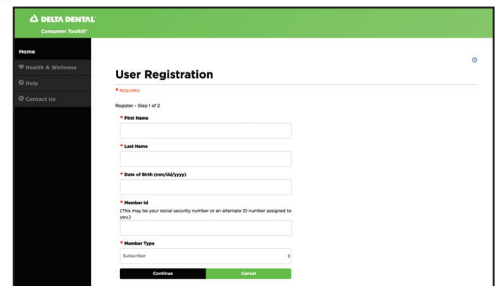 DELTA DENTAL
Consumer Toolkit®
Home
Health & Wellness
Help
Contact Us
User Registration
* REQUIRED
Register - Step 1 of 2
* First Name
* Last Name
* Date of Birth (mm/dd/yyyy)
* Member Id
(This may be your social security number or an alternate ID number assigned to
you.)
* Member Type
Subscriber
Continue
Cancel